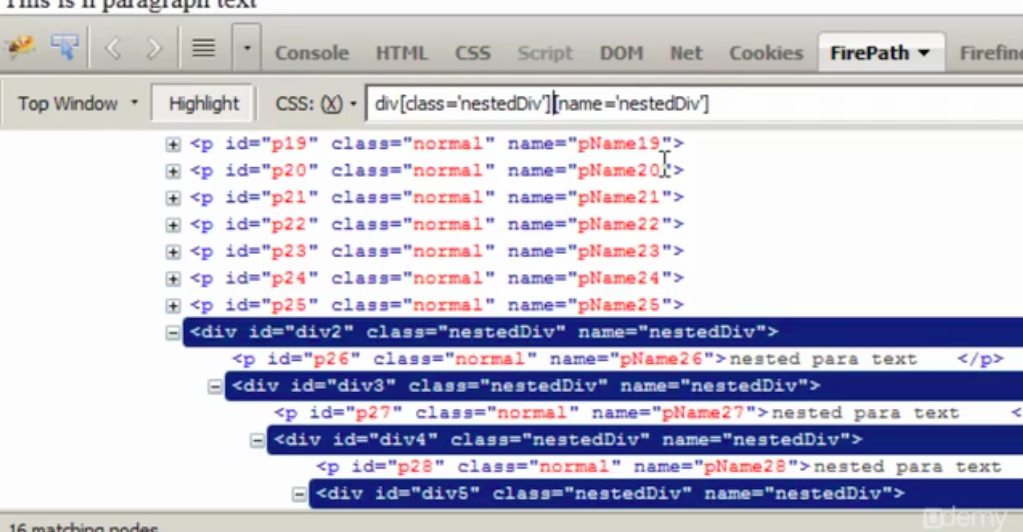 This is n paragraph text
Console HTML CSS Script DOM Net Cookies FirePath Firefind
Top Window Highlight CSS: (X) div[class='nestedDiv'][name='nestedDiv']
<p id="p19" class="normal" name="pName19">
<p id="p20" class="normal" name="pName20">
<p id="p21" class="normal" name="pName21">
<p id="p22" class="normal" name="pName22">
<p id="p23" class="normal" name="pName23">
<p id="p24" class="normal" name="pName24">
<p id="p25" class="normal" name="pName25">
<div id="div2" class="nestedDiv" name="nestedDiv">
<p id="p26" class="normal" name="pName26">nested para text </p>
<div id="div3" class="nestedDiv" name="nestedDiv">
<p id="p27" class="normal" name="pName27">nested para text <
<div id="div4" class="nestedDiv" name="nestedDiv">
<p id="p28" class="normal" name="pName28">nested para text
<div id="div5" class="nestedDiv" name="nestedDiv">
16 matching nodes
Udemy